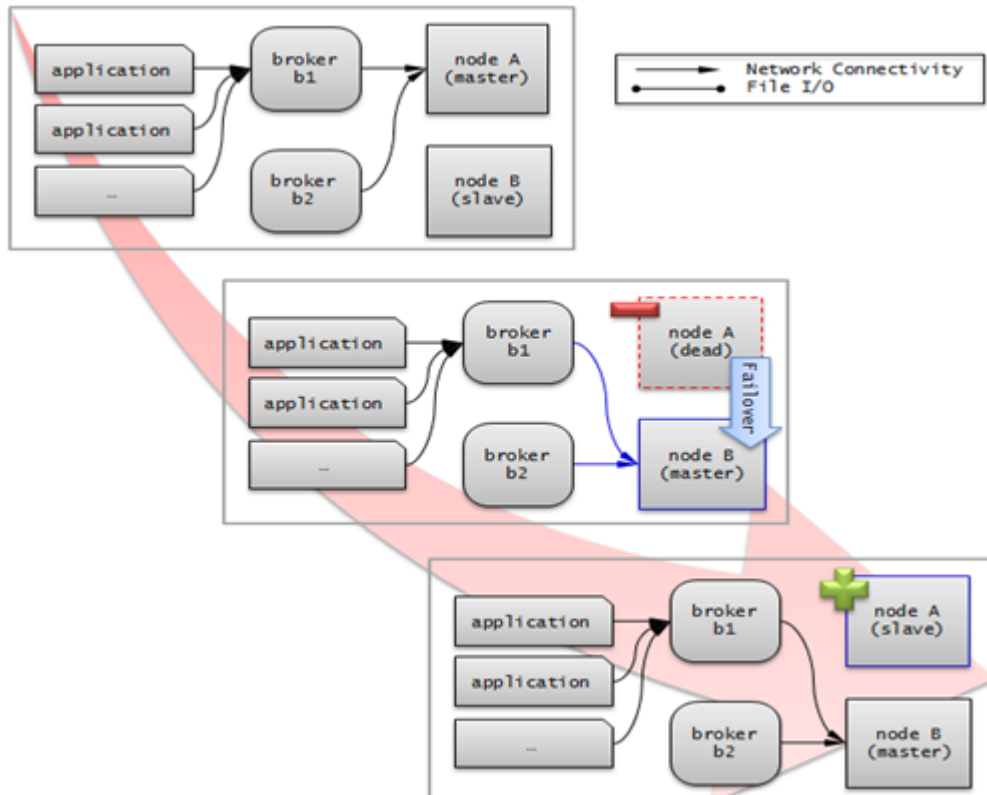 application
application
…
broker
b1
broker
b2
node A
(master)
node B
(slave)
Network Connectivity
File I/O
application
application
…
broker
b1
broker
b2
node A
(dead)
Failover
node B
(master)
application
application
…
broker
b1
broker
b2
node A
(slave)
node B
(master)